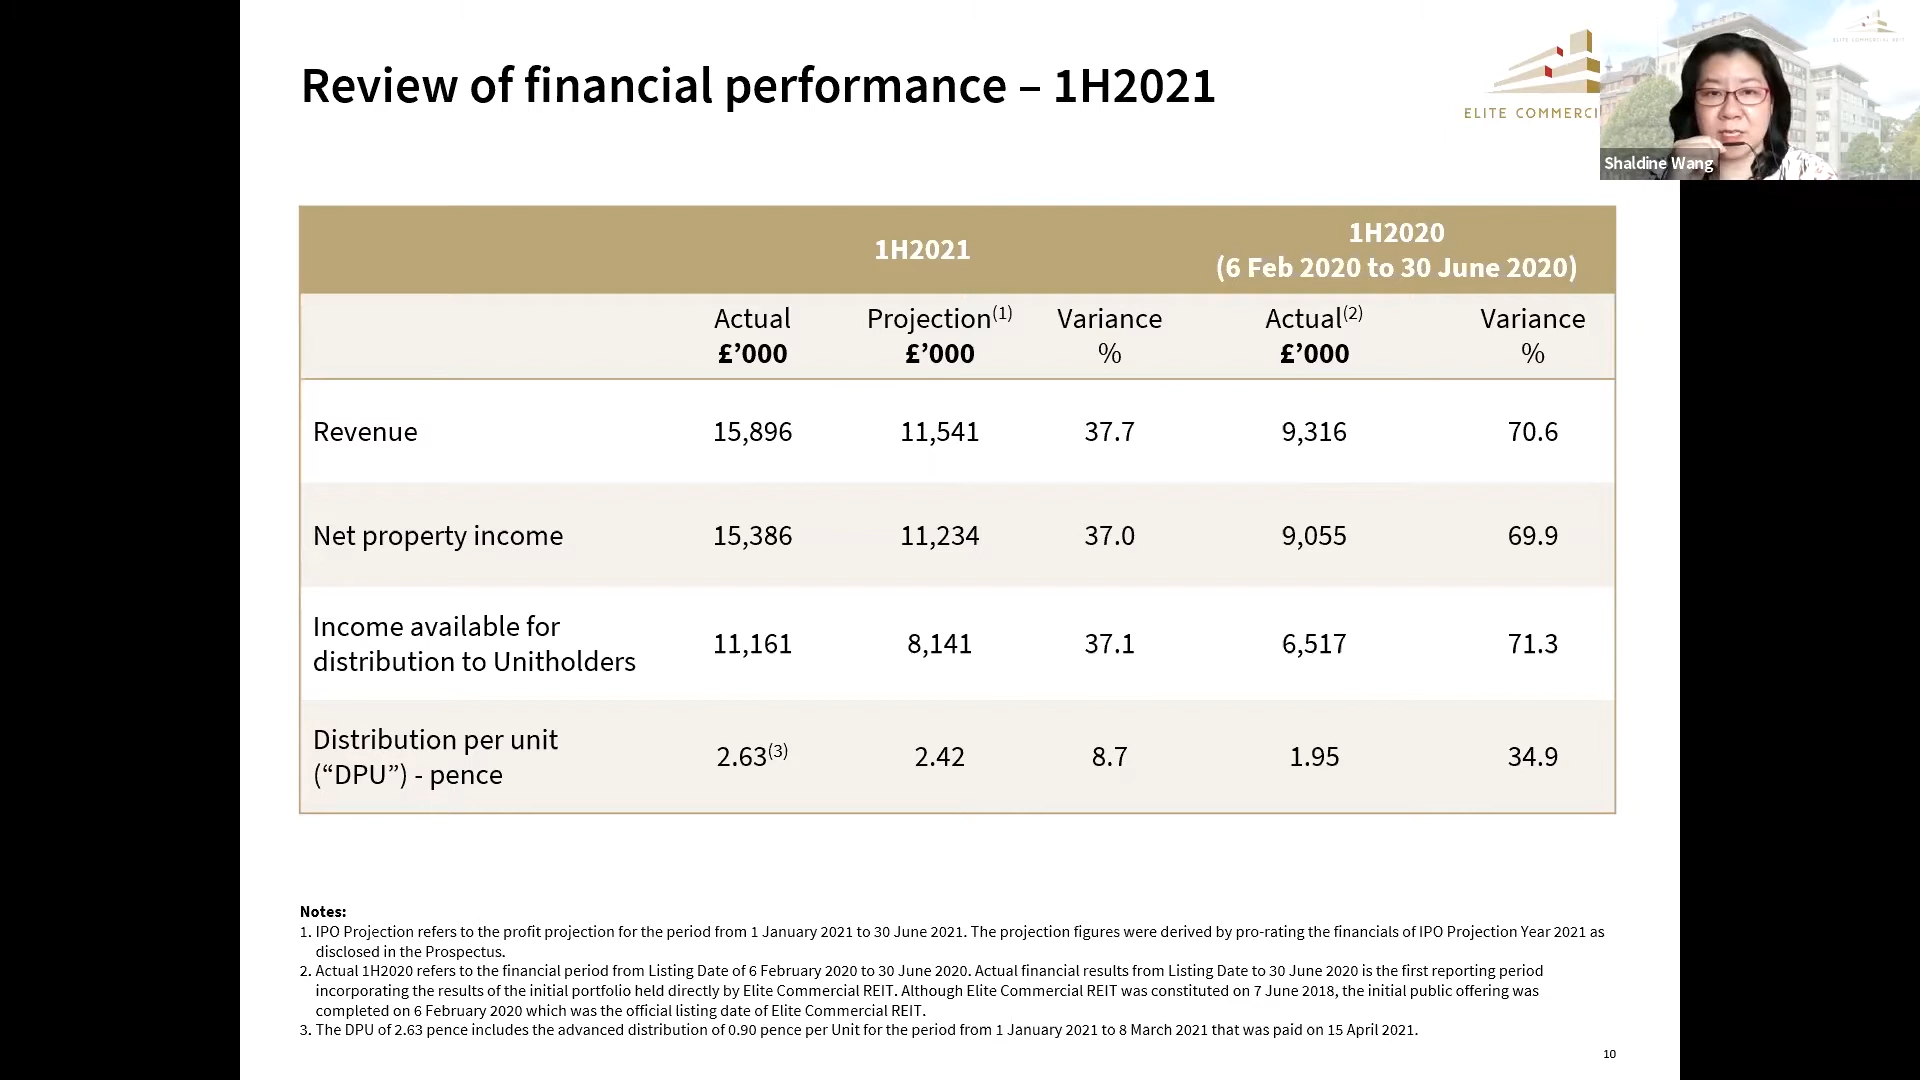 Review of financial performance – 1H2021
ELITE COMMERCI
ELITE COMMERCIAL REIT
Shaldine Wang
1H2021
1H2020
(6 Feb 2020 to 30 June 2020)
Actual Projection(1) Variance Actual(2) Variance
£’000 £’000 % £’000 %
Revenue 15,896 11,541 37.7 9,316 70.6
Net property income 15,386 11,234 37.0 9,055 69.9
Income available for
distribution to Unitholders 11,161 8,141 37.1 6,517 71.3
Distribution per unit
(“DPU”) - pence 2.63(3) 2.42 8.7 1.95 34.9
Notes:
1. IPO Projection refers to the profit projection for the period from 1 January 2021 to 30 June 2021. The projection figures were derived by pro-rating the financials of IPO Projection Year 2021 as
disclosed in the Prospectus.
2. Actual 1H2020 refers to the financial period from Listing Date of 6 February 2020 to 30 June 2020. Actual financial results from Listing Date to 30 June 2020 is the first reporting period
incorporating the results of the initial portfolio held directly by Elite Commercial REIT. Although Elite Commercial REIT was constituted on 7 June 2018, the initial public offering was
completed on 6 February 2020 which was the official listing date of Elite Commercial REIT.
3. The DPU of 2.63 pence includes the advanced distribution of 0.90 pence per Unit for the period from 1 January 2021 to 8 March 2021 that was paid on 15 April 2021.
10